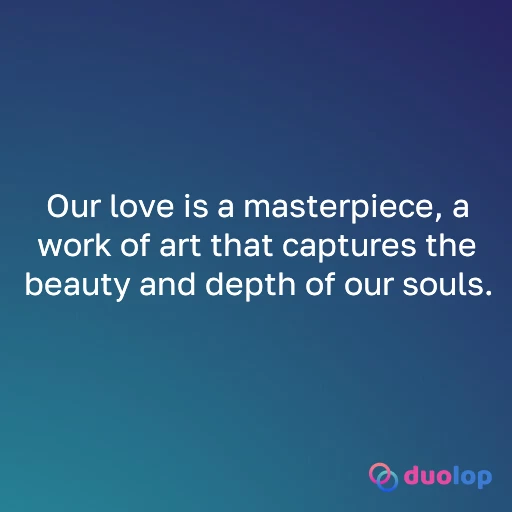 Our love is a masterpiece, a
work of art that captures the
beauty and depth of our souls.
duolop